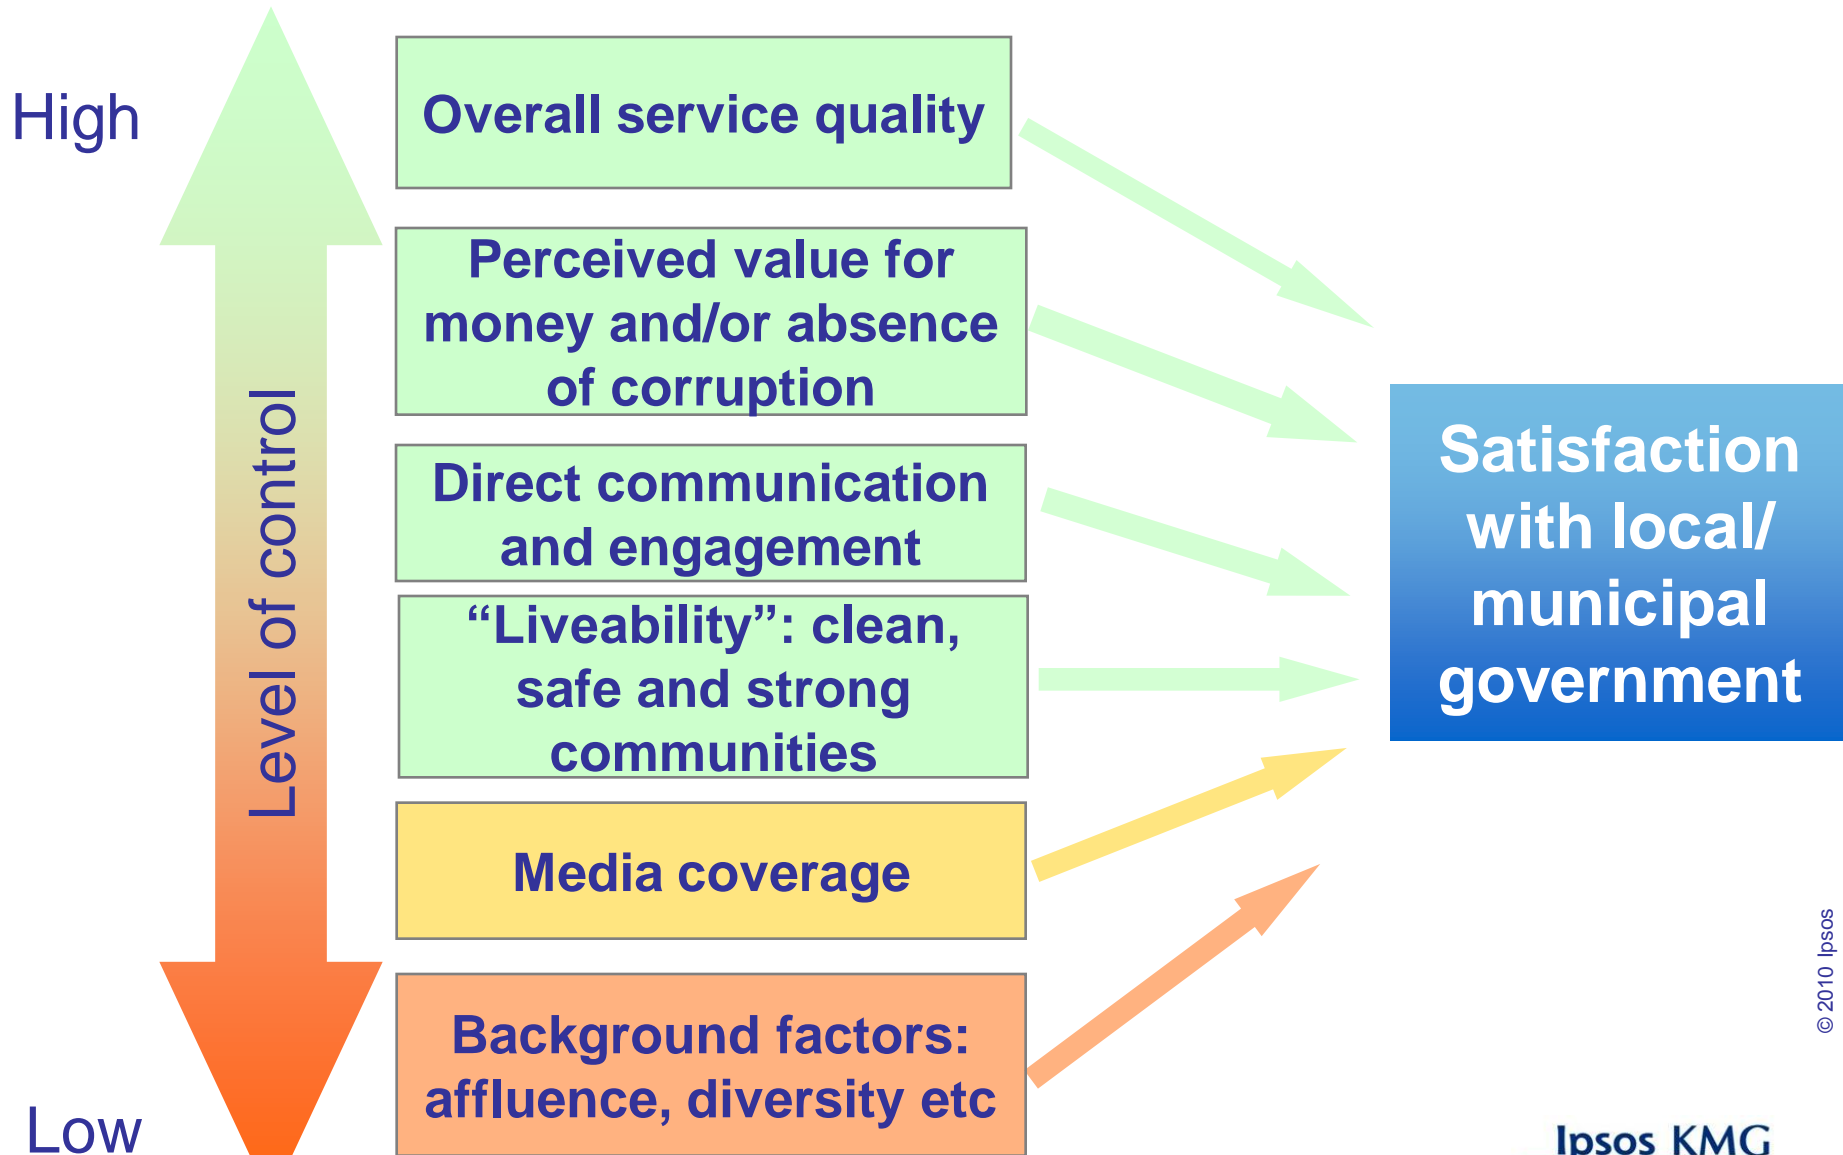 High
Level of control
Low
Overall service quality
Perceived value for
money and/or absence
of corruption
Direct communication
and engagement
“Liveability”: clean,
safe and strong
communities
Media coverage
Background factors:
affluence, diversity etc
Satisfaction
with local/
municipal
government
© 2010 Ipsos
Ipsos KMG